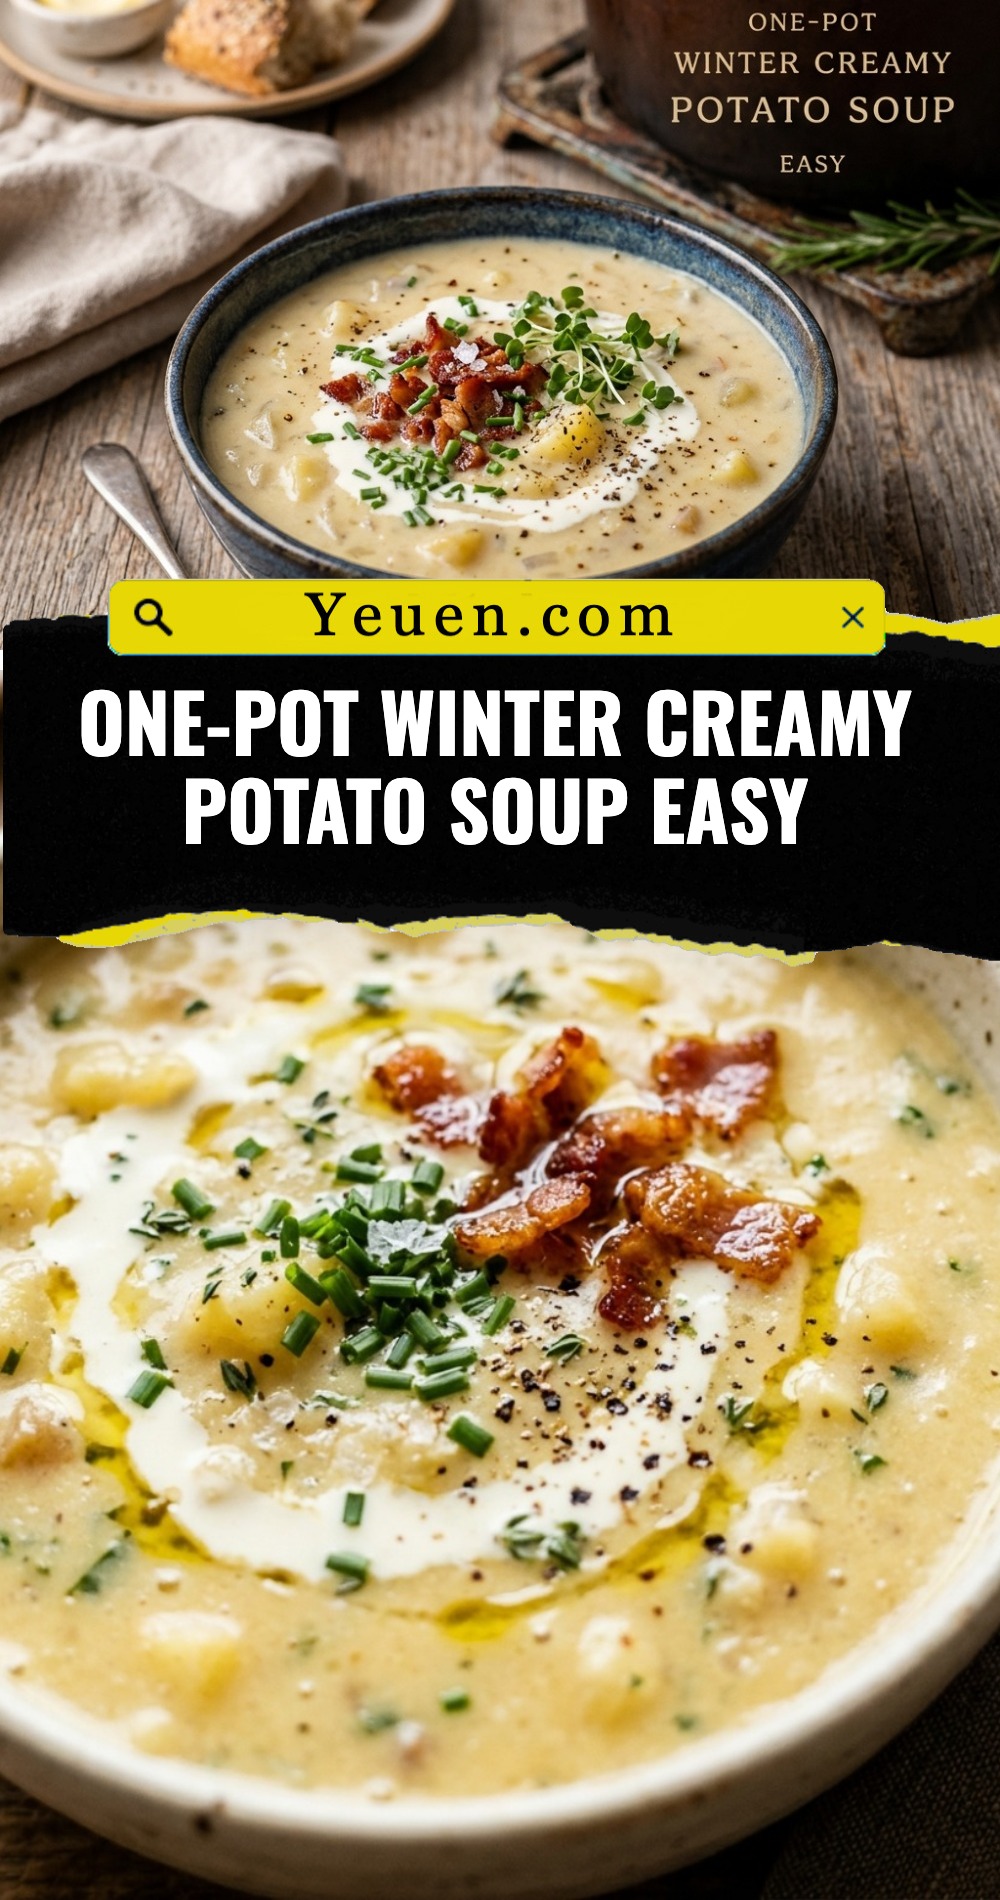 ONE-POT
WINTER CREAMY
POTATO SOUP
EASY
Yeuen.com
ONE-POT WINTER CREAMY
POTATO SOUP EASY